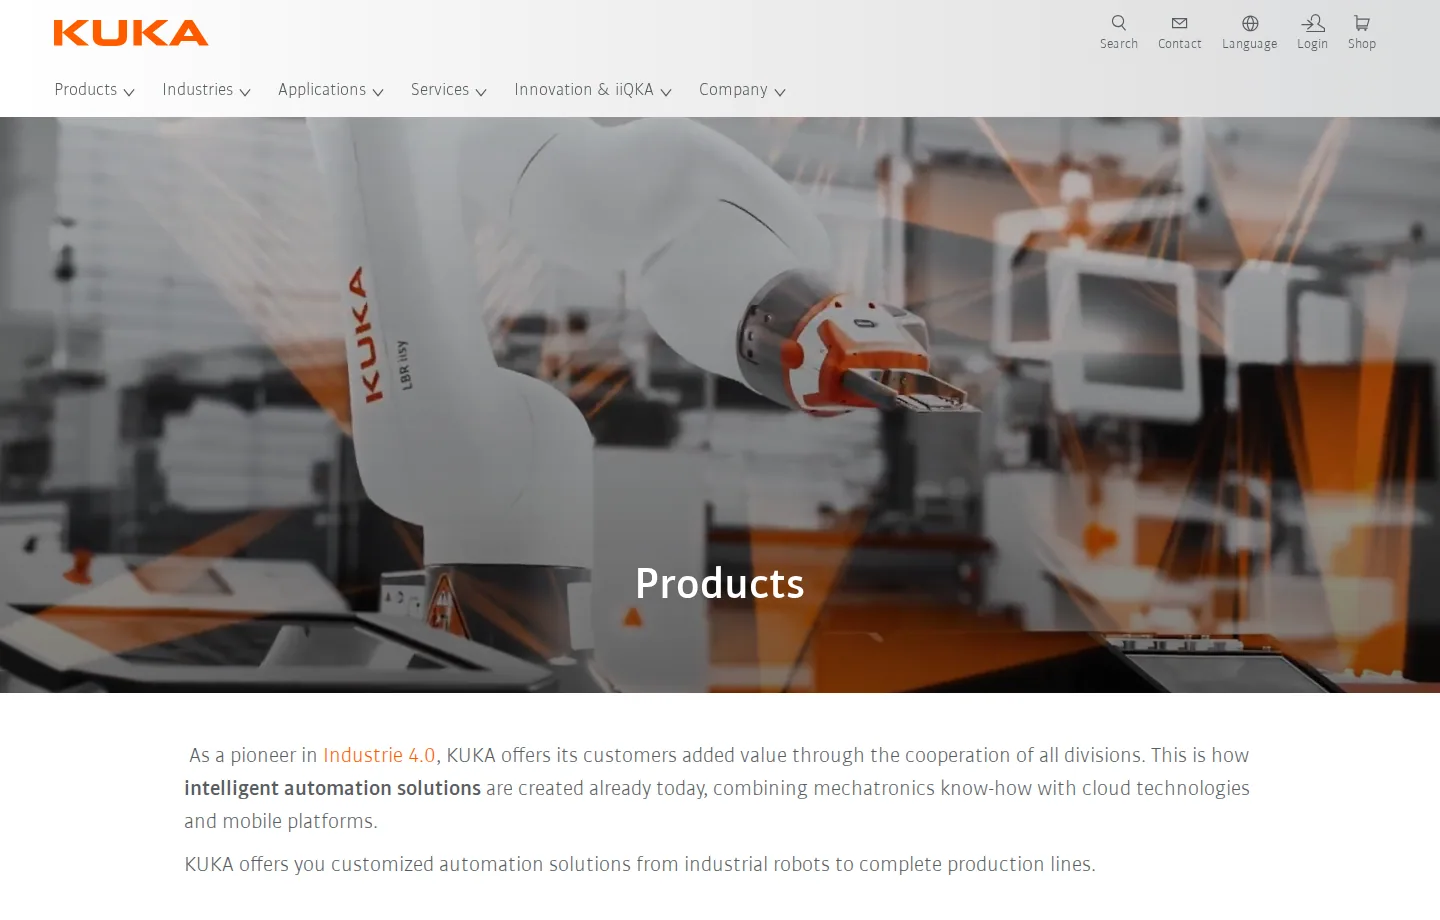 KUKA
Search
Contact
Language
Login
Shop
Products
Industries
Applications
Services
Innovation & iiQKA
Company
KUKA
LBR iisy
Products
As a pioneer in Industrie 4.0, KUKA offers its customers added value through the cooperation of all divisions. This is how
intelligent automation solutions are created already today, combining mechatronics know-how with cloud technologies
and mobile platforms.
KUKA offers you customized automation solutions from industrial robots to complete production lines.